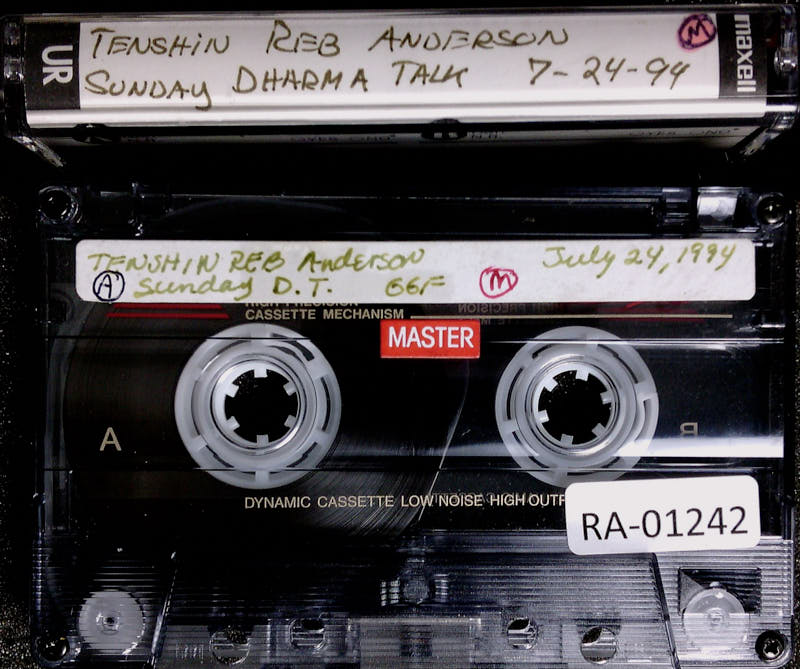 UR
TENSHIN REB ANDERSON
M
maxell
SUNDAY DHARMA TALK 7-24-94
TENSHIN REB Anderson July 24, 1994
A Sunday D.T. GGF M
HIGH PRECISION
CASSETTE MECHANISM
MASTER
A
B
DYNAMIC CASSETTE LOW NOISE HIGH OUTP
RA-01242